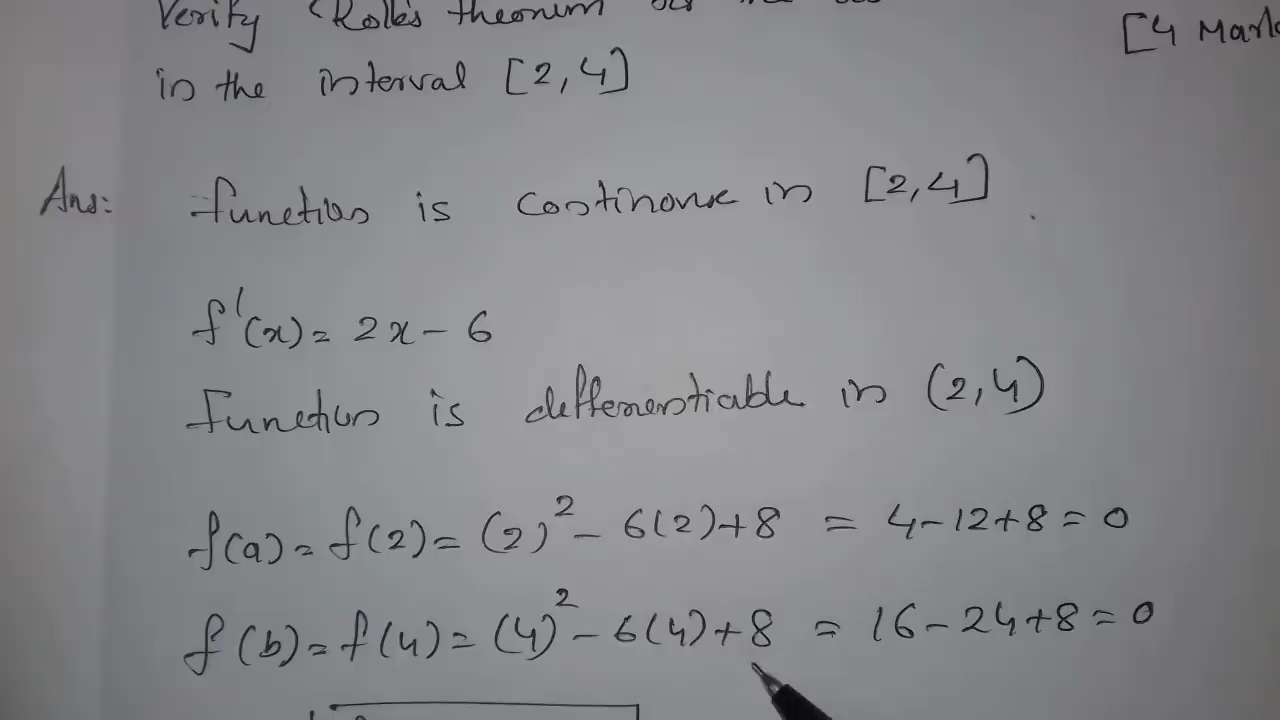 Verify Rolle's theorem
[4 Mark
in the interval [2,4]
Ans: function is continous in [2,4]
f'(x) = 2x - 6
Function is differentiable in (2,4)
f(a) = f(2) = (2)² - 6(2) + 8 = 4 - 12 + 8 = 0
f(b) = f(4) = (4)² - 6(4) + 8 = 16 - 24 + 8 = 0